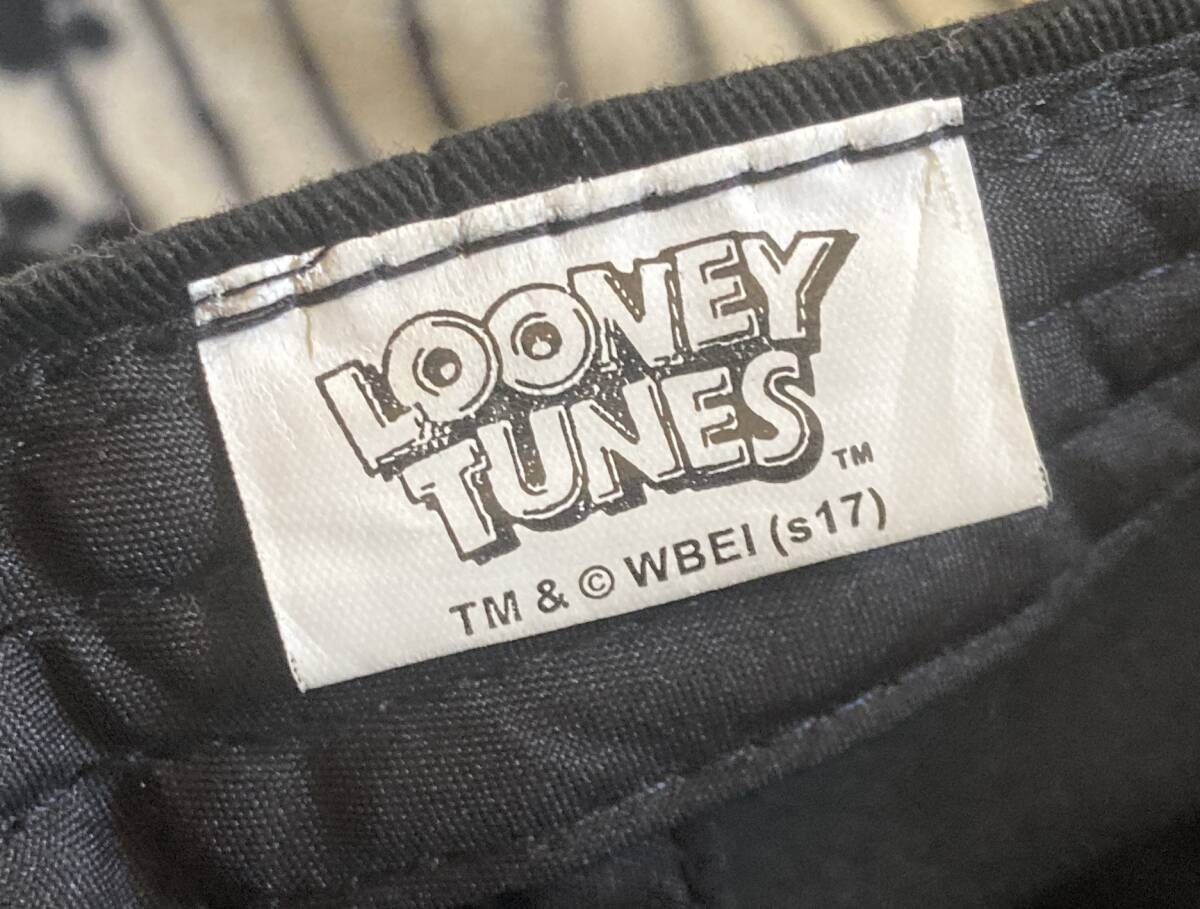 LOONEY
TUNES
TM
TM & © WBEI (s17)